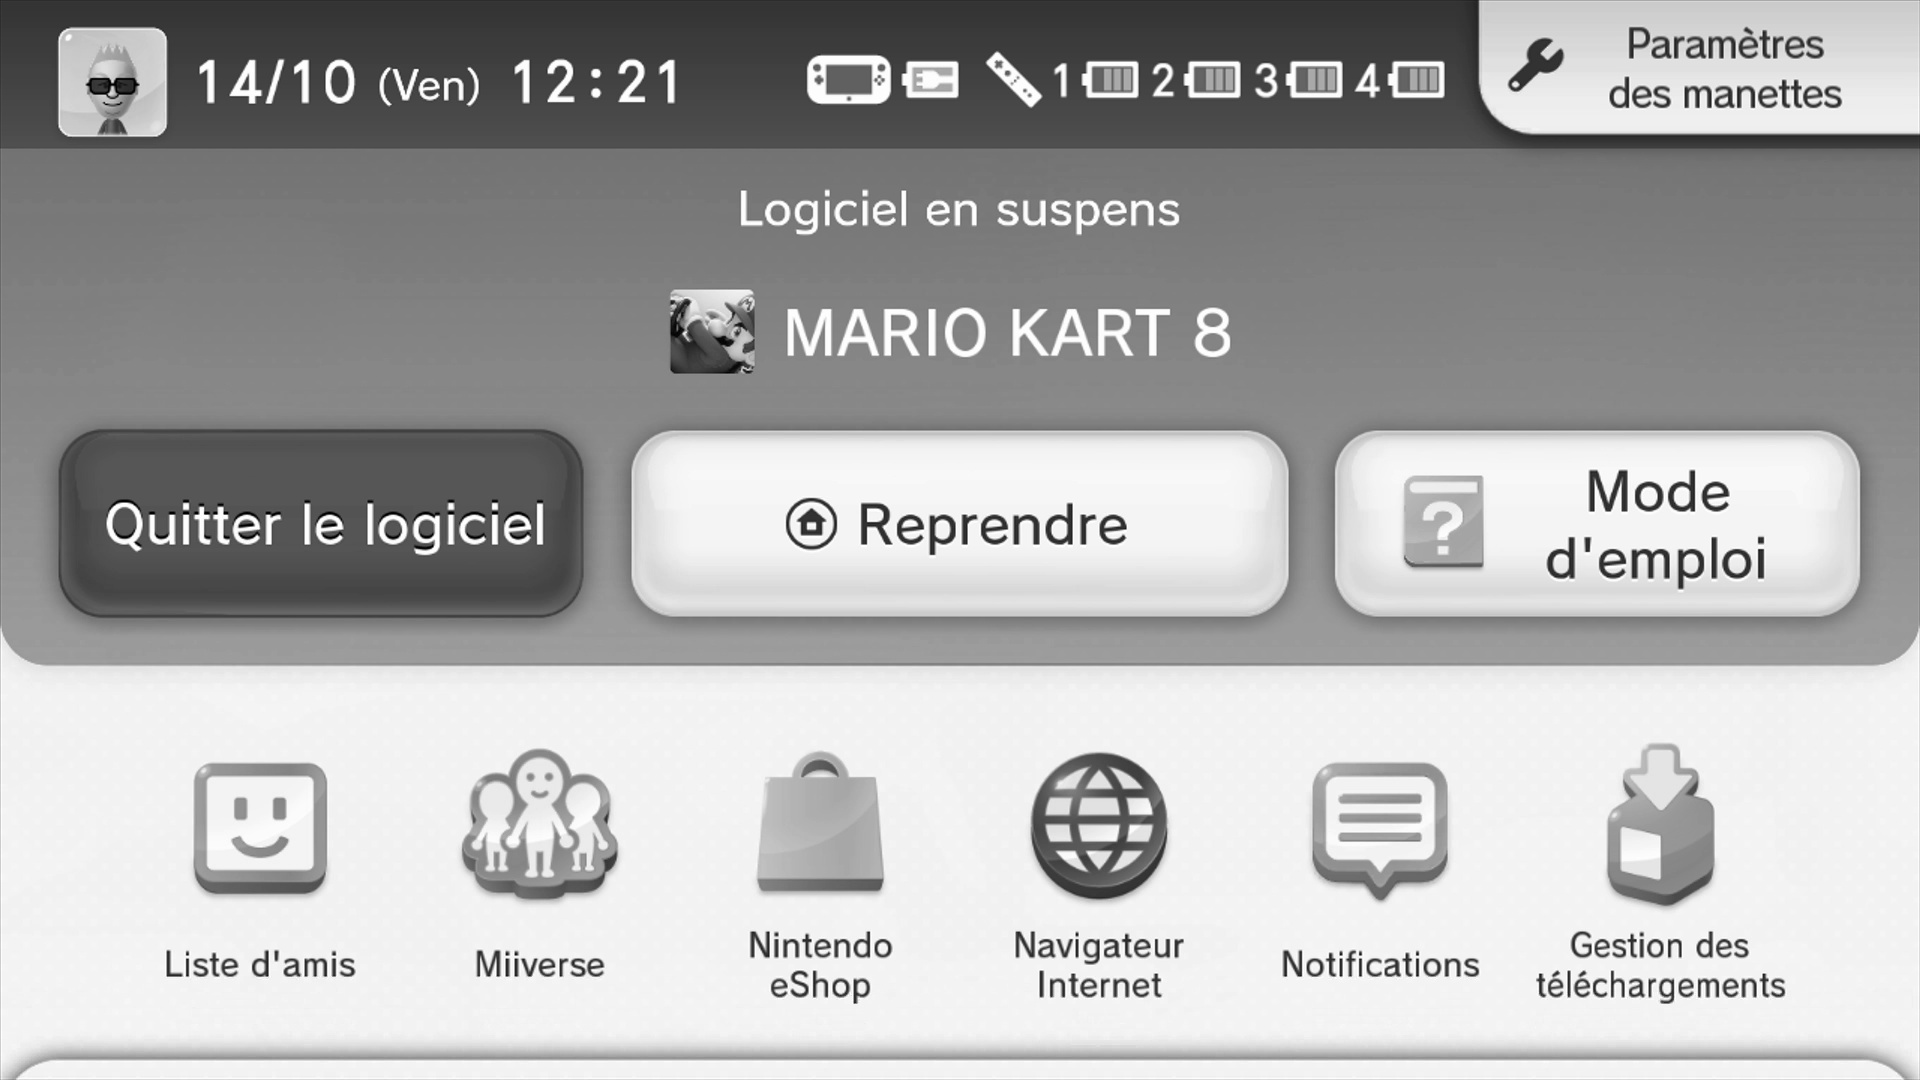 14/10 (Ven) 12:21
1 2 3 4
Paramètres
des manettes
Logiciel en suspens
MARIO KART 8
Quitter le logiciel
Reprendre
?
Mode
d'emploi
Liste d'amis
Miiverse
Nintendo
eShop
Navigateur
Internet
Notifications
Gestion des
téléchargements